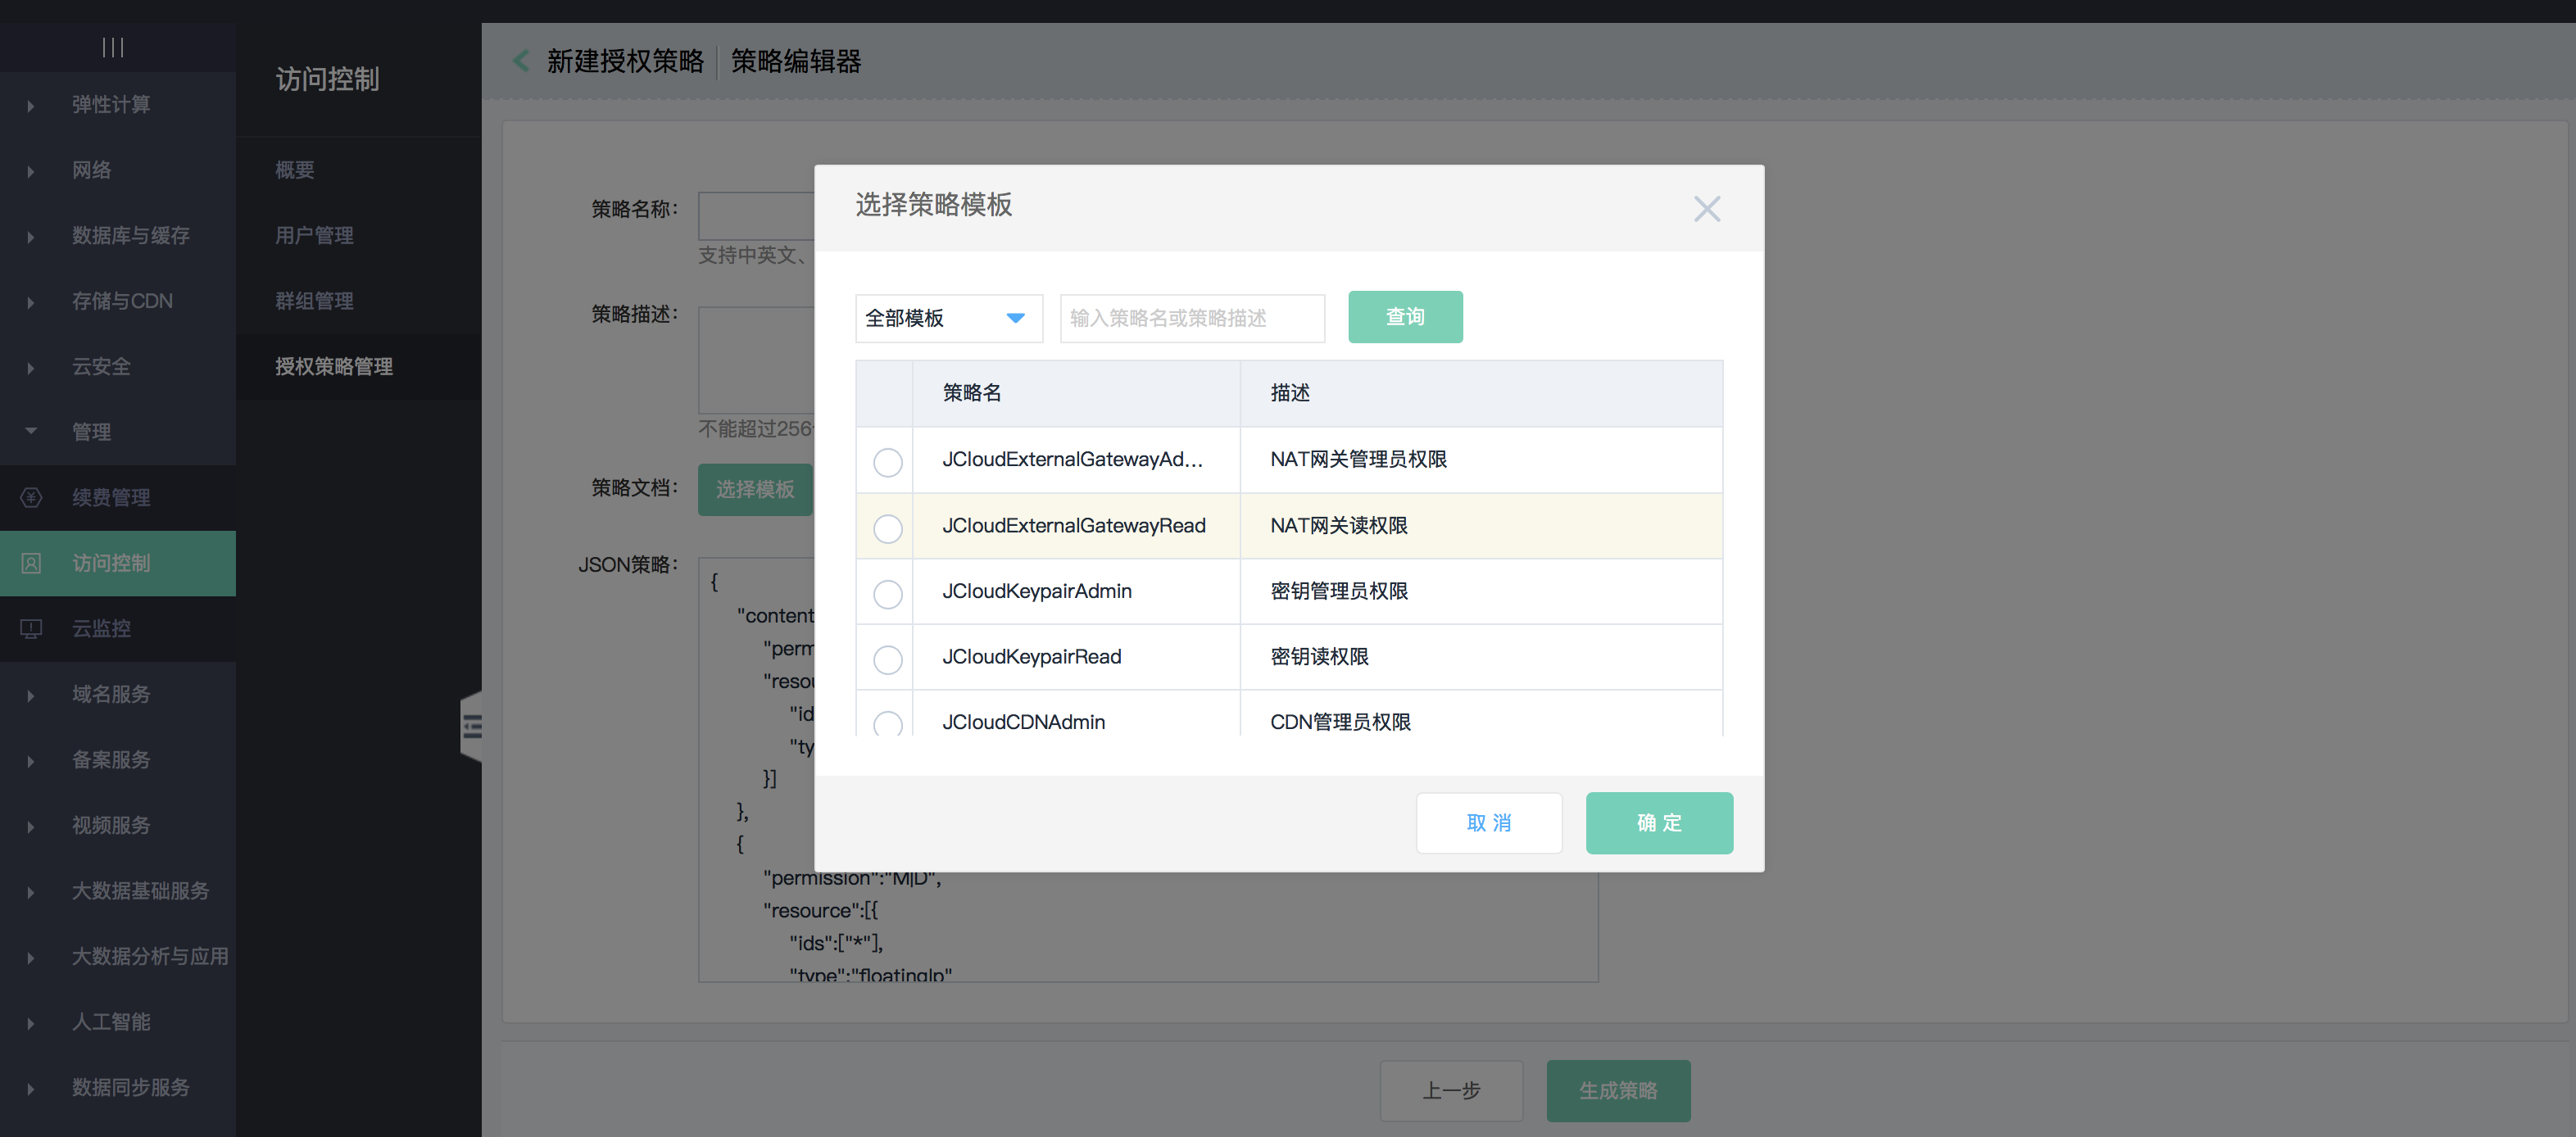 弹性计算
网络
数据库与缓存
存储与CDN
云安全
管理
续费管理
访问控制
云监控
域名服务
备案服务
视频服务
大数据基础服务
大数据分析与应用
人工智能
数据同步服务
访问控制
概要
用户管理
群组管理
授权策略管理
新建授权策略 策略编辑器
策略名称：
支持中英文、
策略描述：
不能超过256
策略文档： 选择模板
JSON策略：
{
"content
"perm
"resou
"id
"ty
}]
},
{
"permission":"M|D",
"resource":[{
"ids":["*"],
"type":"floatingIp"
选择策略模板
全部模板 输入策略名或策略描述 查询
策略名 描述
JCloudExternalGatewayAd... NAT网关管理员权限
JCloudExternalGatewayRead NAT网关读权限
JCloudKeypairAdmin 密钥管理员权限
JCloudKeypairRead 密钥读权限
JCloudCDNAdmin CDN管理员权限
取 消 确 定
上一步 生成策略